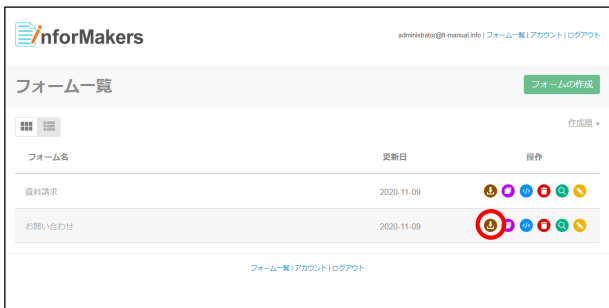 inforMakers
administrator@lt-manual.info | フォーム一覧 | アカウント | ログアウト
フォーム一覧
フォームの作成
作成順
フォーム名 更新日 操作
資料請求 2020-11-09
お問い合わせ 2020-11-09
フォーム一覧 | アカウント | ログアウト